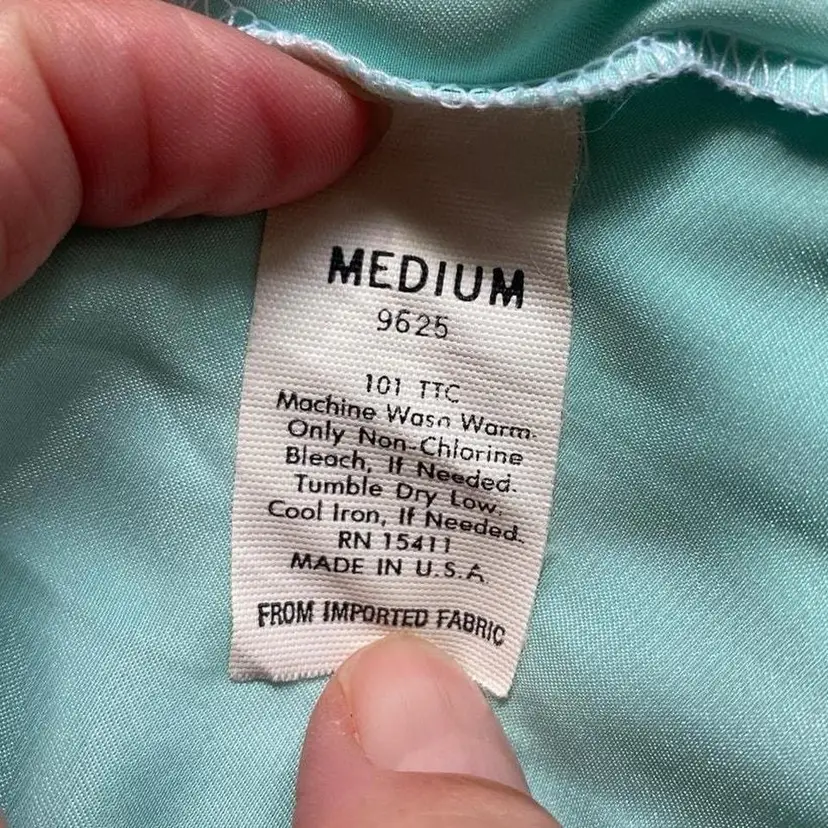 MEDIUM
9625
101 TTC
Machine Wash Warm.
Only Non-Chlorine
Bleach, If Needed.
Tumble Dry Low.
Cool Iron, If Needed.
RN 15411
MADE IN U.S.A
FROM IMPORTED FABRIC